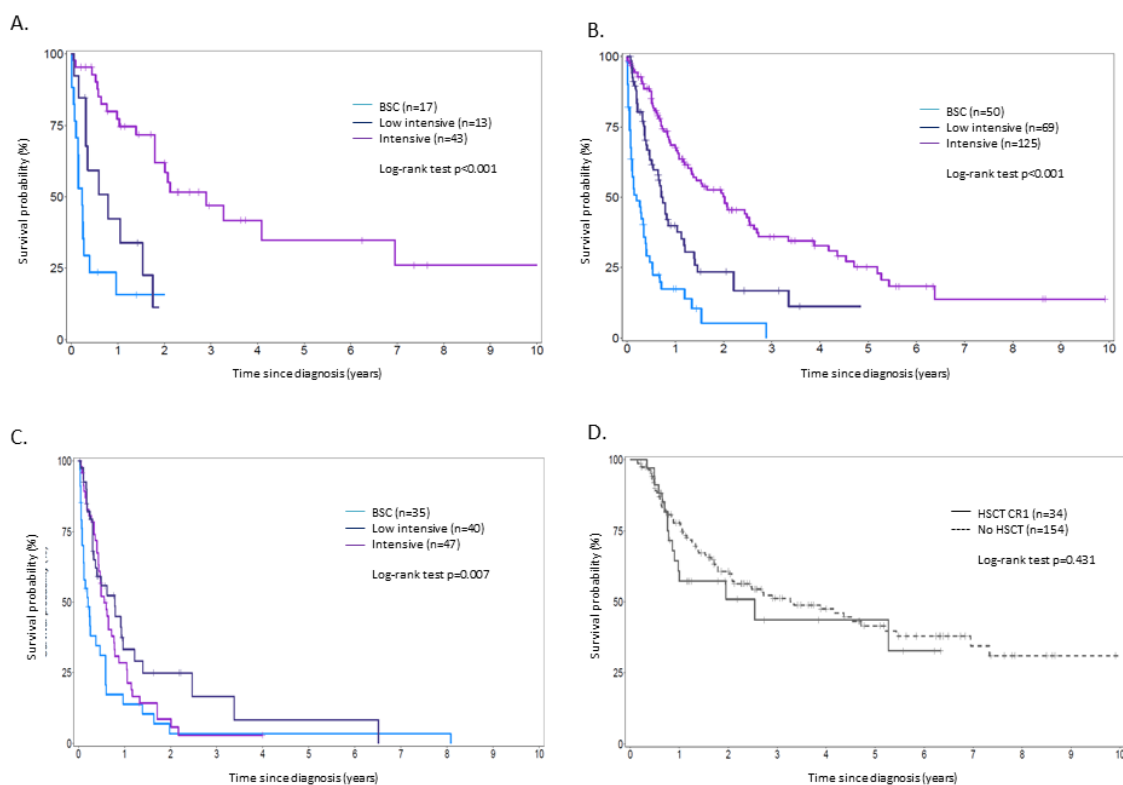 A.
100
75
50
25
0
Survival probability (%)
BSC (n=17)
Low intensive (n=13)
Intensive (n=43)
Log-rank test p<0.001
0 1 2 3 4 5 6 7 8 9 10
Time since diagnosis (years)
B.
100
75
50
25
0
Survival probability (%)
BSC (n=50)
Low intensive (n=69)
Intensive (n=125)
Log-rank test p<0.001
0 1 2 3 4 5 6 7 8 9 10
Time since diagnosis (years)
C.
100
75
50
25
0
Survival probability (%)
BSC (n=35)
Low intensive (n=40)
Intensive (n=47)
Log-rank test p=0.007
0 1 2 3 4 5 6 7 8 9 10
Time since diagnosis (years)
D.
100
75
50
25
0
Survival probability (%)
HSCT CR1 (n=34)
No HSCT (n=154)
Log-rank test p=0.431
0 1 2 3 4 5 6 7 8 9 10
Time since diagnosis (years)